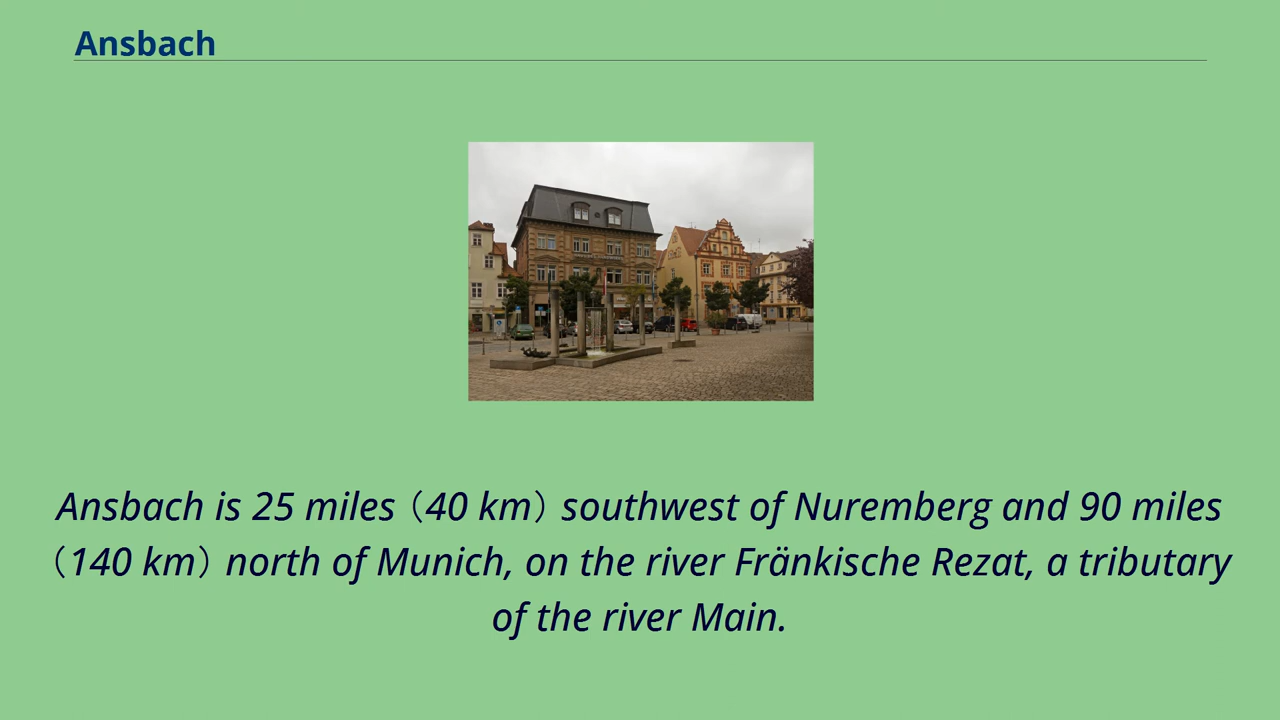 Ansbach
Ansbach is 25 miles（40 km）southwest of Nuremberg and 90 miles
（140 km）north of Munich, on the river Fränkische Rezat, a tributary
of the river Main.